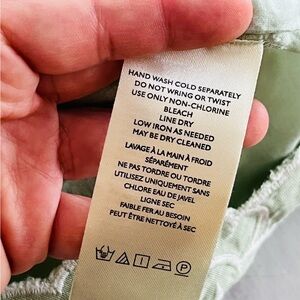 HAND WASH COLD SEPARATELY
DO NOT WRING OR TWIST
USE ONLY NON-CHLORINE
BLEACH
LINE DRY
LOW IRON AS NEEDED
MAY BE DRY CLEANED
LAVAGE À LA MAIN À FROID
SÉPARÉMENT
NE PAS TORDRE OU TORDRE
UTILISEZ UNIQUEMENT SANS
CHLORE EAU DE JAVEL
LIGNE SEC
FAIBLE FER AU BESOIN
PEUT ÊTRE NETTOYÉ À SEC
P